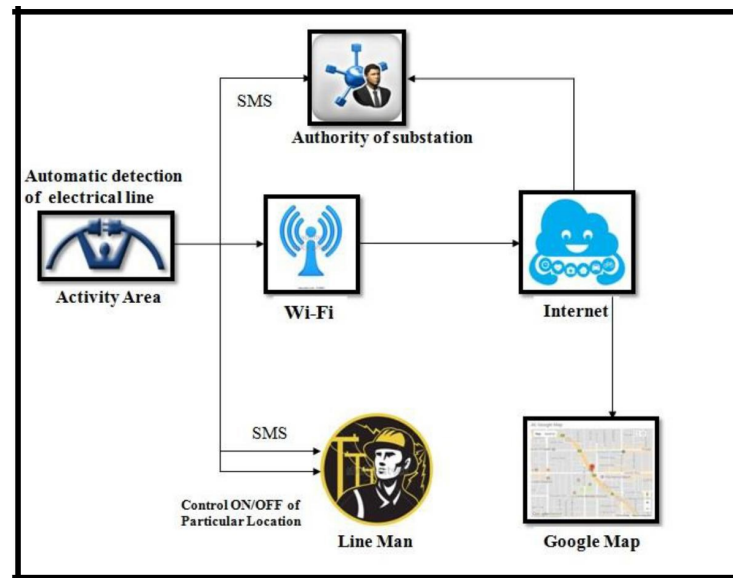 SMS
Authority of substation
Automatic detection
of electrical line
Activity Area
Wi-Fi
Internet
SMS
Control ON/OFF of
Particular Location
Line Man
Google Map